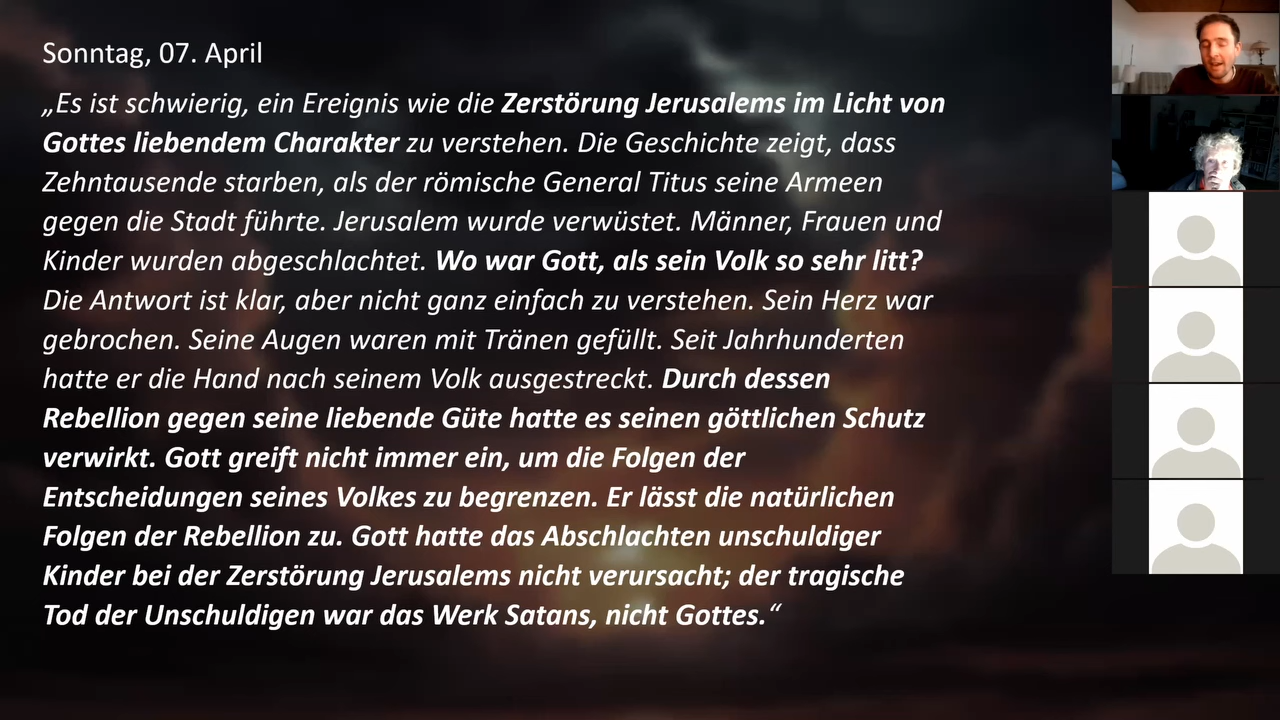 Sonntag, 07. April
„Es ist schwierig, ein Ereignis wie die Zerstörung Jerusalems im Licht von
Gottes liebendem Charakter zu verstehen. Die Geschichte zeigt, dass
Zehntausende starben, als der römische General Titus seine Armeen
gegen die Stadt führte. Jerusalem wurde verwüstet. Männer, Frauen und
Kinder wurden abgeschlachtet. Wo war Gott, als sein Volk so sehr litt?
Die Antwort ist klar, aber nicht ganz einfach zu verstehen. Sein Herz war
gebrochen. Seine Augen waren mit Tränen gefüllt. Seit Jahrhunderten
hatte er die Hand nach seinem Volk ausgestreckt. Durch dessen
Rebellion gegen seine liebende Güte hatte es seinen göttlichen Schutz
verwirkt. Gott greift nicht immer ein, um die Folgen der
Entscheidungen seines Volkes zu begrenzen. Er lässt die natürlichen
Folgen der Rebellion zu. Gott hatte das Abschlachten unschuldiger
Kinder bei der Zerstörung Jerusalems nicht verursacht; der tragische
Tod der Unschuldigen war das Werk Satans, nicht Gottes.“